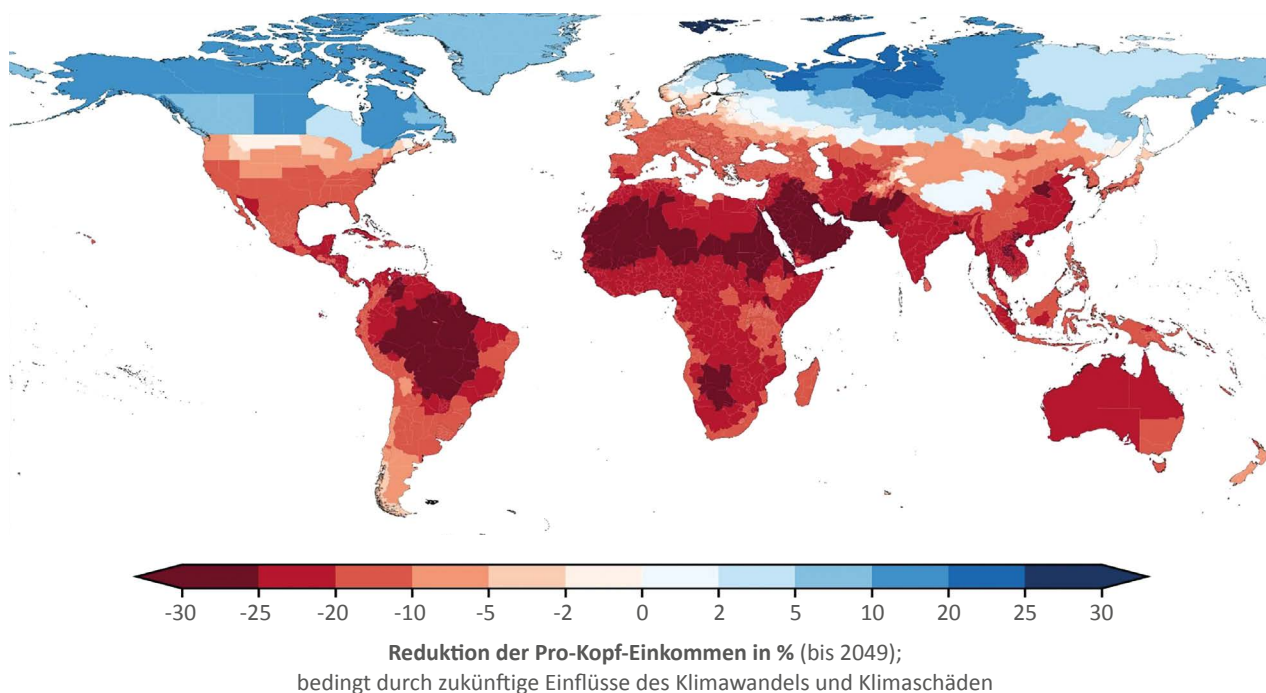 -30 -25 -20 -10 -5 -2 0 2 5 10 20 25 30
Reduktion der Pro-Kopf-Einkommen in % (bis 2049);
bedingt durch zukünftige Einflüsse des Klimawandels und Klimaschäden